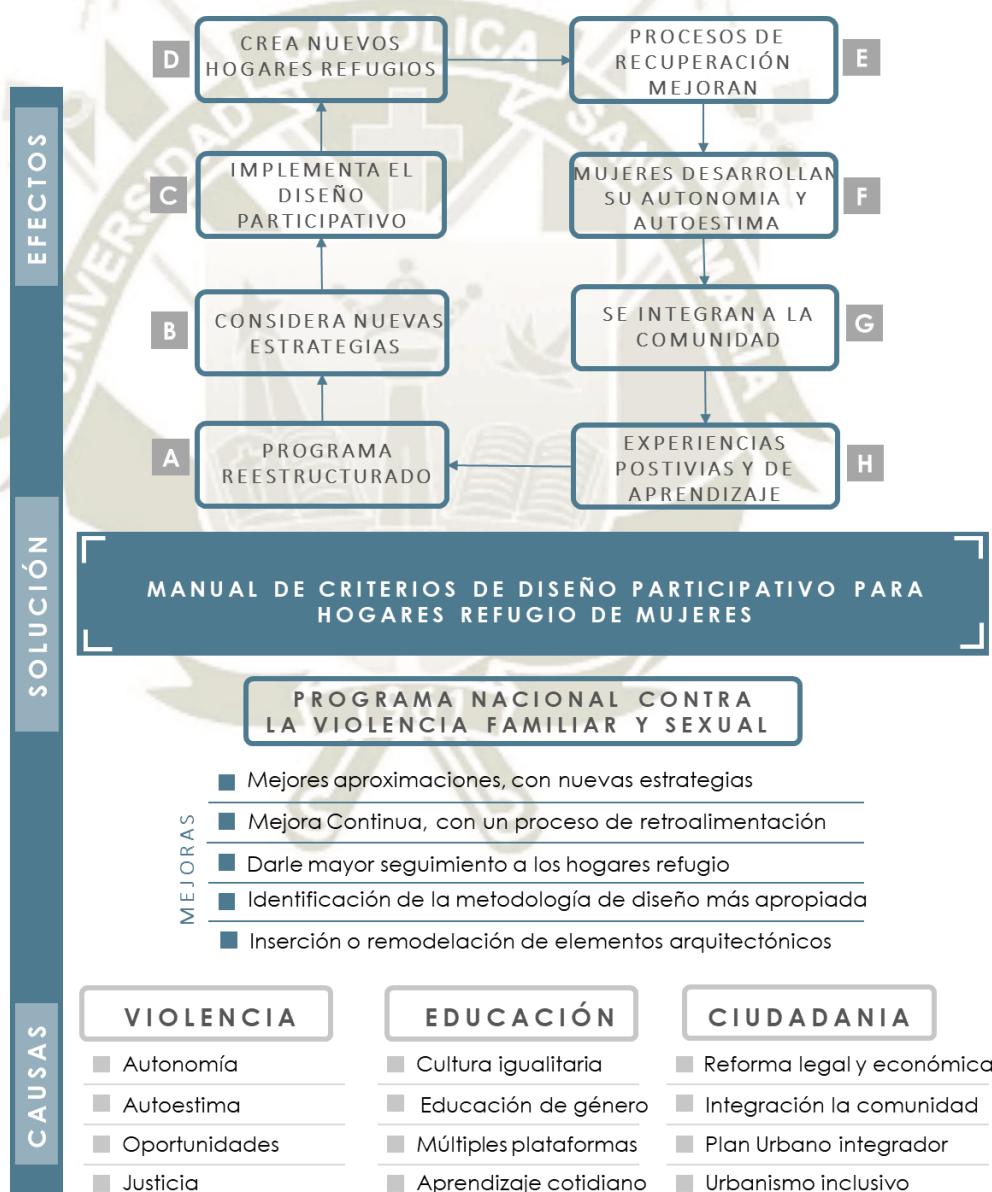 D
CREA NUEVOS
HOGARES REFUGIOS
PROCESOS DE
RECUPERACIÓN
MEJORAN
E
EFECTOS
C
IMPLEMENTA EL
DISEÑO
PARTICIPATIVO
MUJERES DESARROLLAN
SU AUTONOMIA Y
AUTOESTIMA
F
B
CONSIDERA NUEVAS
ESTRATEGIAS
SE INTEGRAN A LA
COMUNIDAD
G
A
PROGRAMA
REESTRUCTURADO
EXPERIENCIAS
POSTIVIAS Y DE
APRENDIZAJE
H
UNIVERSIDAD CATOLICA SANTA MARIA
SOLUCIÓN
MANUAL DE CRITERIOS DE DISEÑO PARTICIPATIVO PARA
HOGARES REFUGIO DE MUJERES
PROGRAMA NACIONAL CONTRA
LA VIOLENCIA FAMILIAR Y SEXUAL
MEJORAS
Mejores aproximaciones, con nuevas estrategias
Mejora Continua, con un proceso de retroalimentación
Darle mayor seguimiento a los hogares refugio
Identificación de la metodología de diseño más apropiada
Inserción o remodelación de elementos arquitectónicos
CAUSAS
VIOLENCIA
Autonomía
Autoestima
Oportunidades
Justicia
EDUCACIÓN
Cultura igualitaria
Educación de género
Múltiples plataformas
Aprendizaje cotidiano
CIUDADANIA
Reforma legal y económica
Integración la comunidad
Plan Urbano integrador
Urbanismo inclusivo